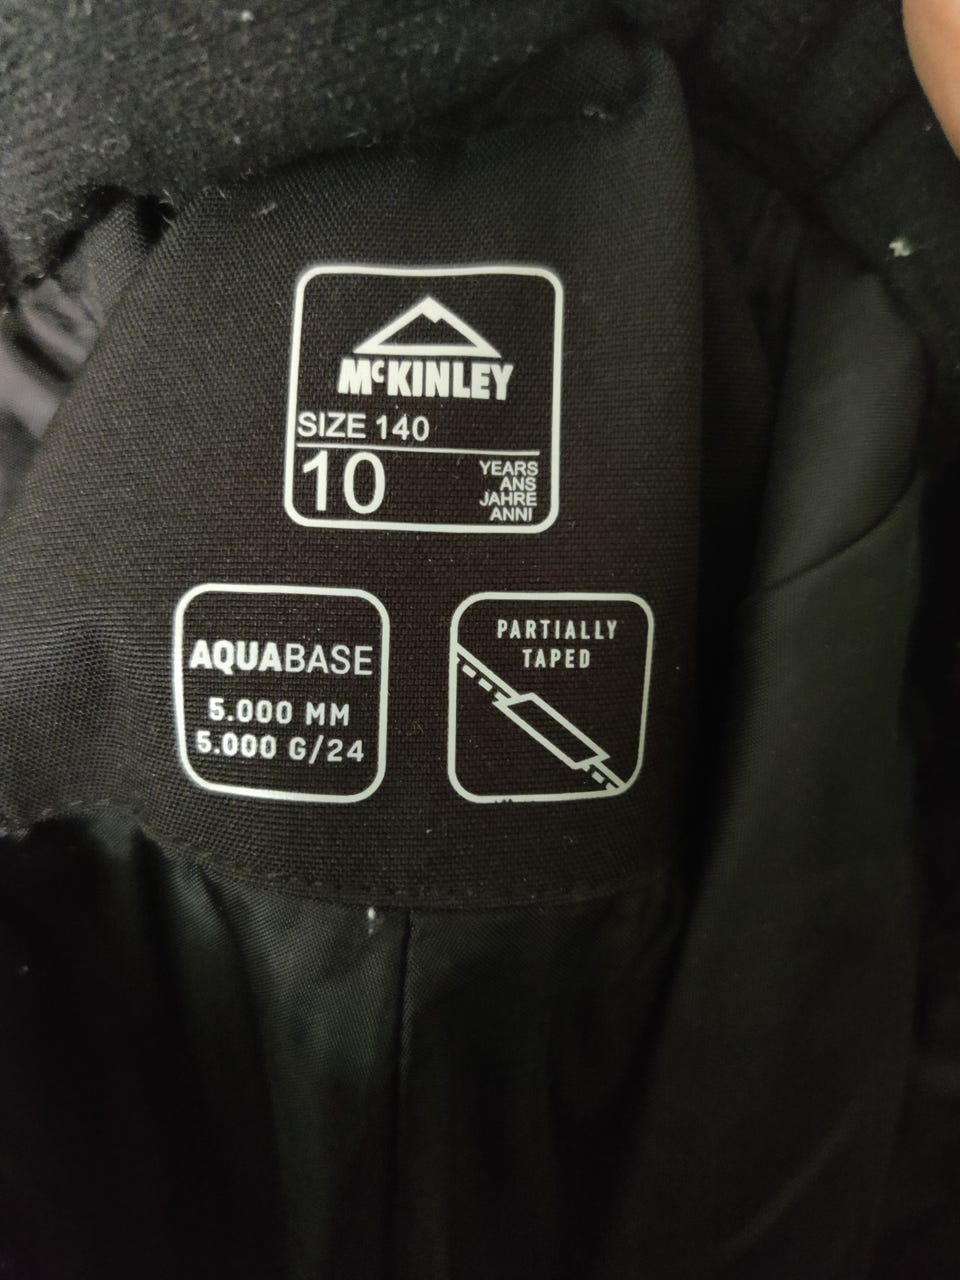 McKINLEY
SIZE 140
10
YEARS
ANS
JAHRE
ANNI
AQUABASE
5.000 MM
5.000 G/24
PARTIALLY
TAPED